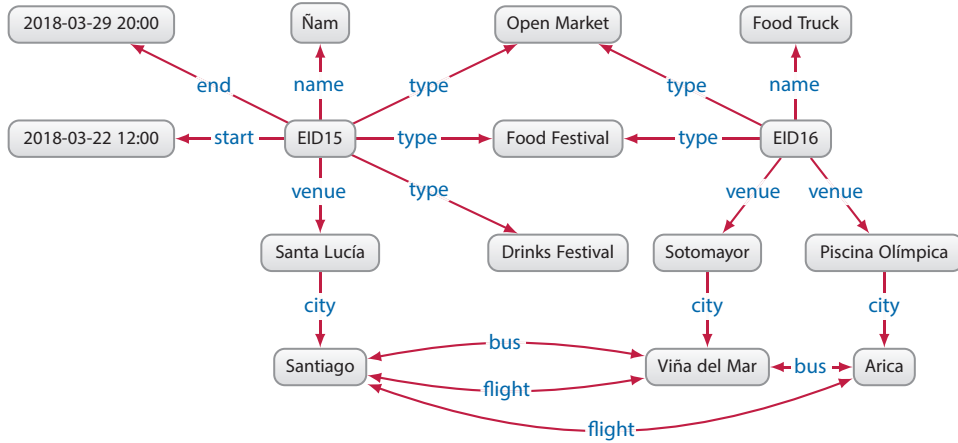 2018-03-29 20:00
Ñam
Open Market
Food Truck
end
name
type
type
name
2018-03-22 12:00
start
EID15
type
Food Festival
type
EID16
venue
type
venue
venue
Santa Lucía
Drinks Festival
Sotomayor
Piscina Olímpica
city
city
city
bus
Santiago
Viña del Mar
bus
Arica
flight
flight